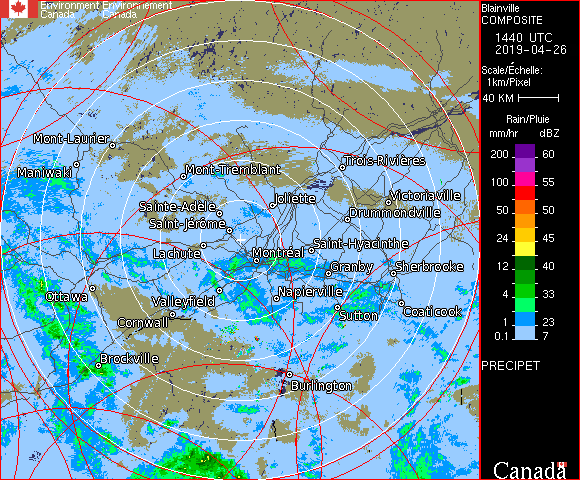 Environment Environnement
Canada Canada
Blainville
COMPOSITE
1440 UTC
2019-04-26
Scale/Échelle:
1km/Pixel
40 KM
Rain/Pluie
mm/hr dBZ
200 60
100 55
50 50
24 45
12 40
4 33
1 23
0.1 7
PRECIPET
Canada
Mont-Laurier
Maniwaki
Mont-Tremblant
Trois-Rivières
Sainte-Adèle
Joliette
Victoriaville
Drummondville
Saint-Jérôme
Lachute
Montréal
Saint-Hyacinthe
Granby
Sherbrooke
Ottawa
Valleyfield
Napierville
Cornwall
Sutton
Coaticook
Brockville
Burlington